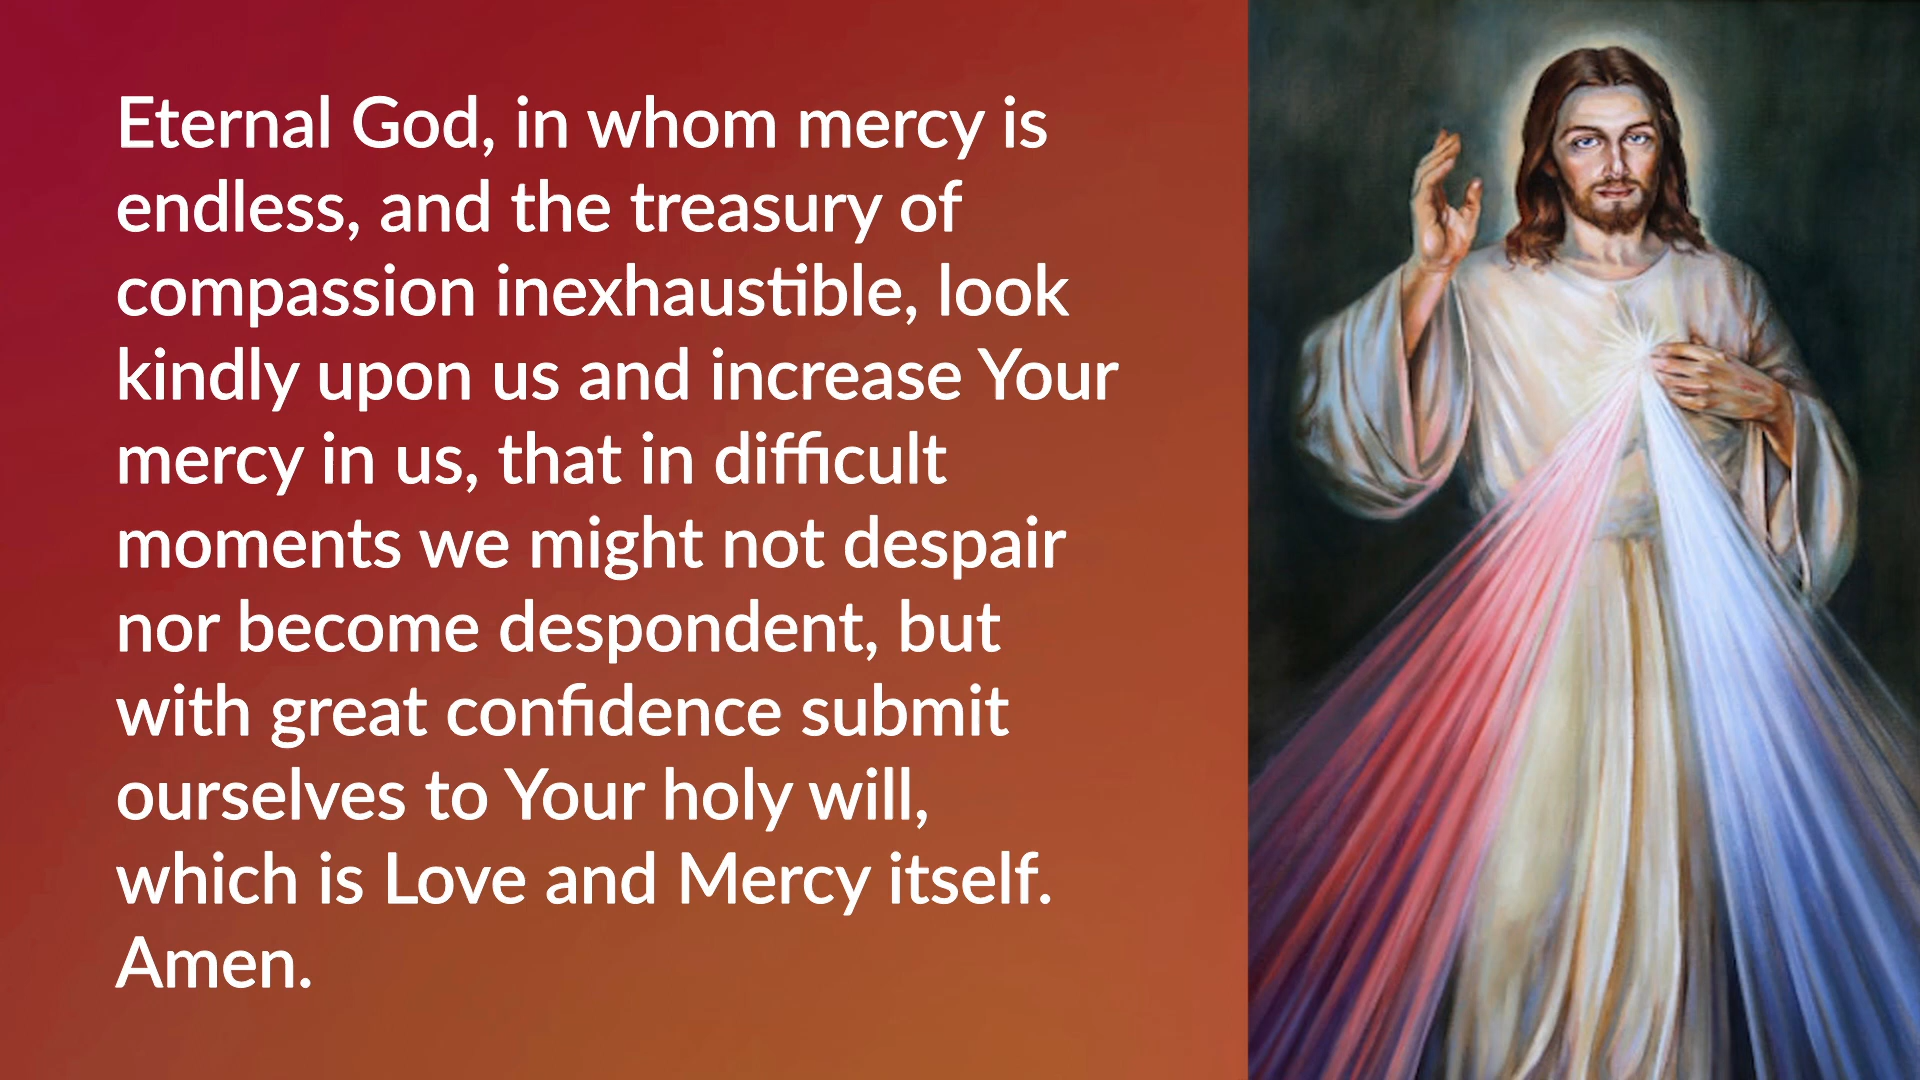 Eternal God, in whom mercy is
endless, and the treasury of
compassion inexhaustible, look
kindly upon us and increase Your
mercy in us, that in difficult
moments we might not despair
nor become despondent, but
with great confidence submit
ourselves to Your holy will,
which is Love and Mercy itself.
Amen.